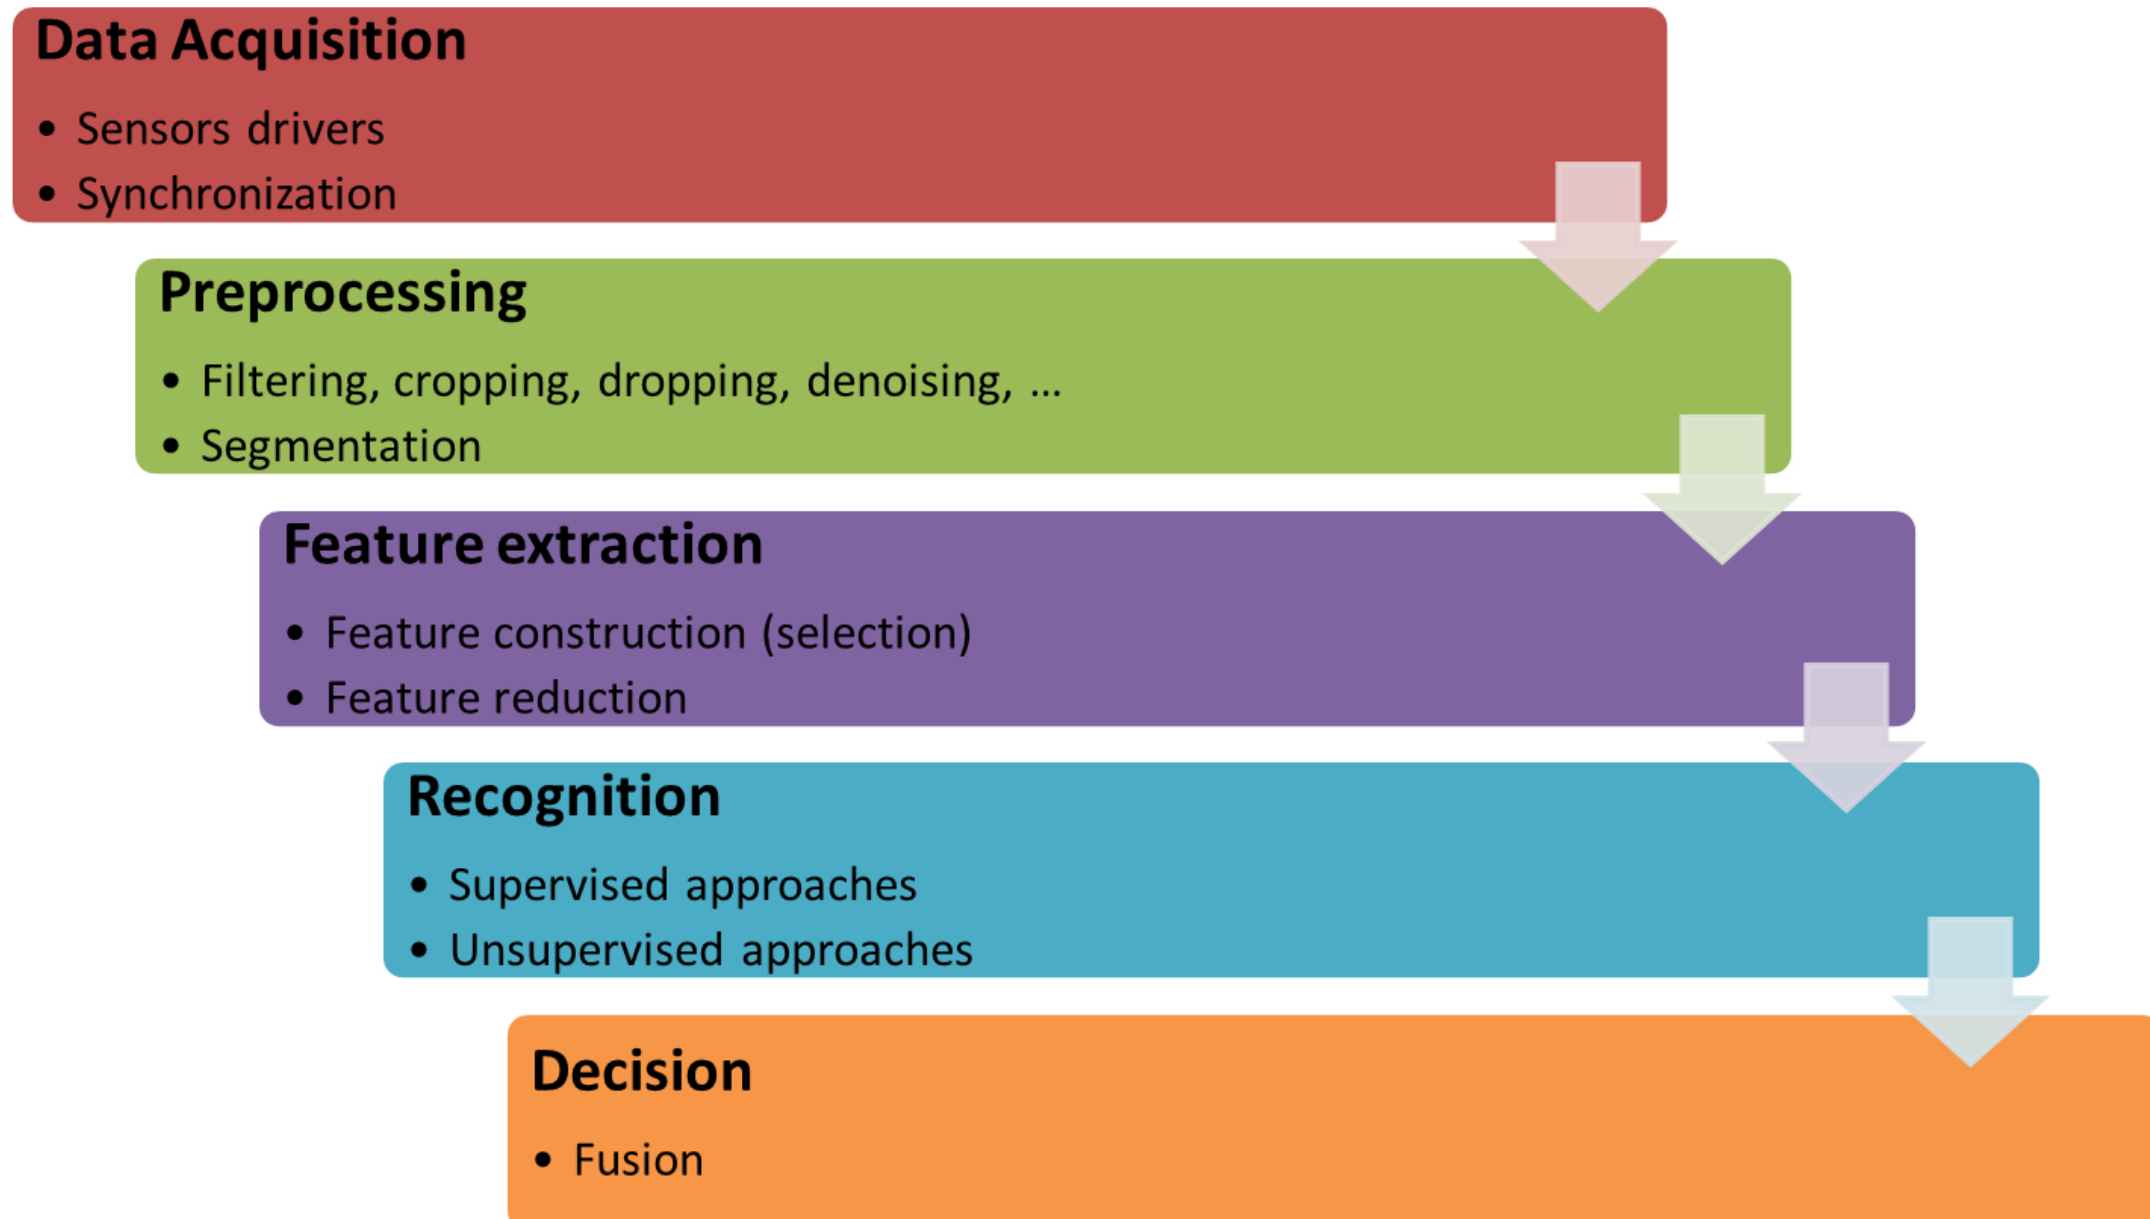 Data Acquisition
• Sensors drivers
• Synchronization
Preprocessing
• Filtering, cropping, dropping, denoising, ...
• Segmentation
Feature extraction
• Feature construction (selection)
• Feature reduction
Recognition
• Supervised approaches
• Unsupervised approaches
Decision
• Fusion